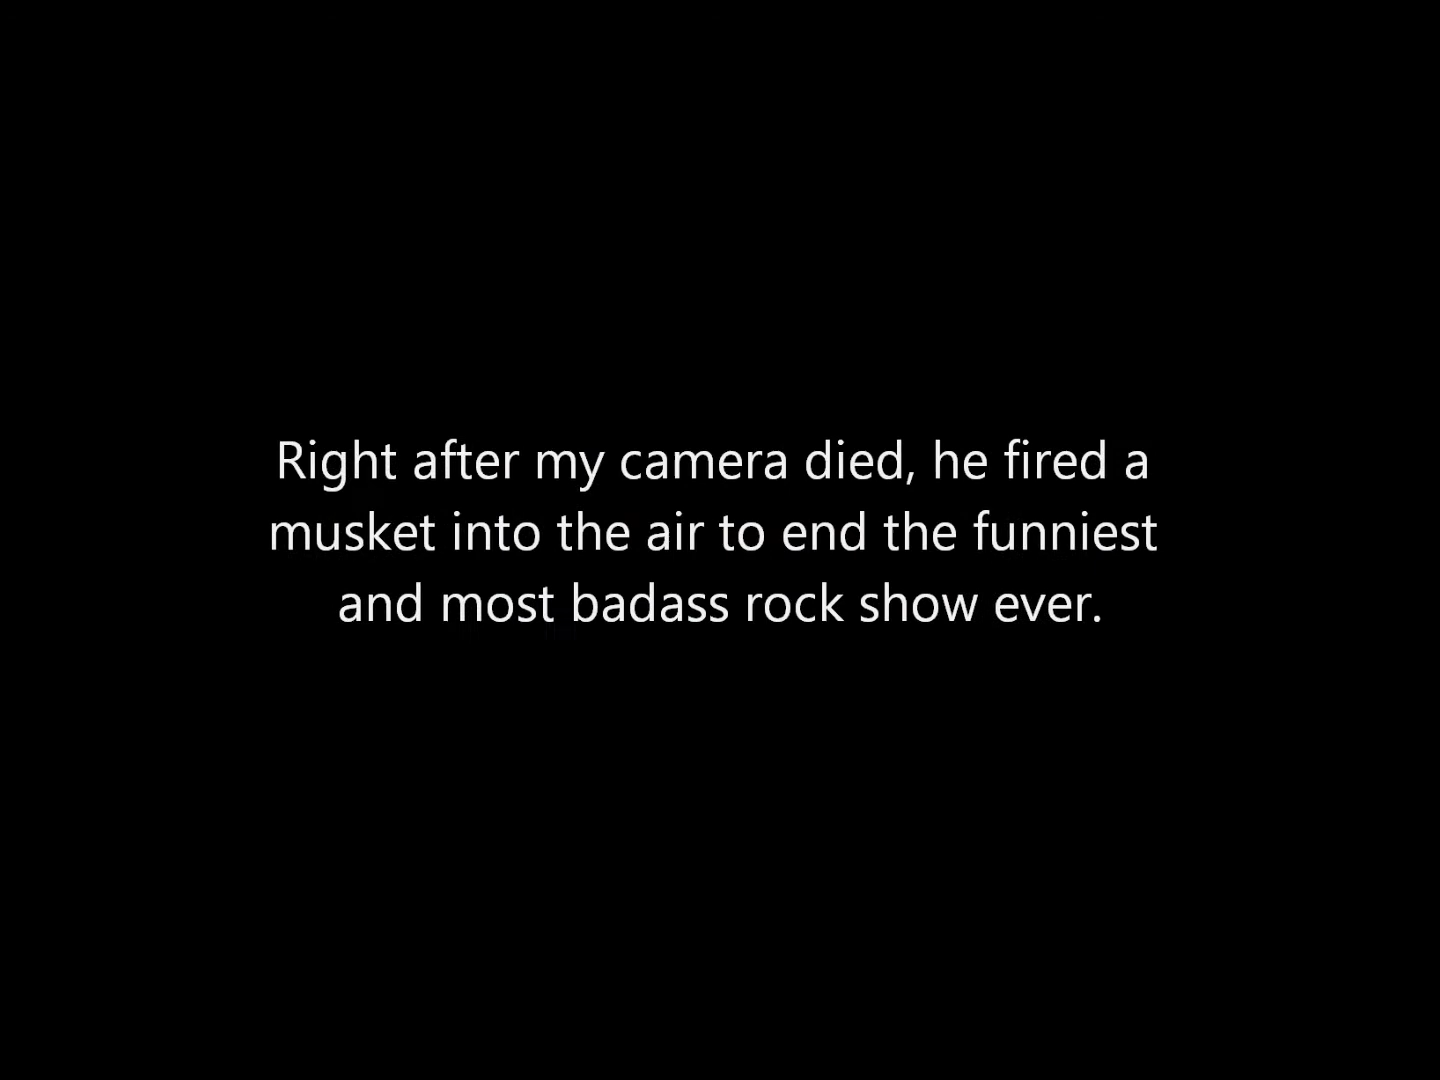 Right after my camera died, he fired a
musket into the air to end the funniest
and most badass rock show ever.